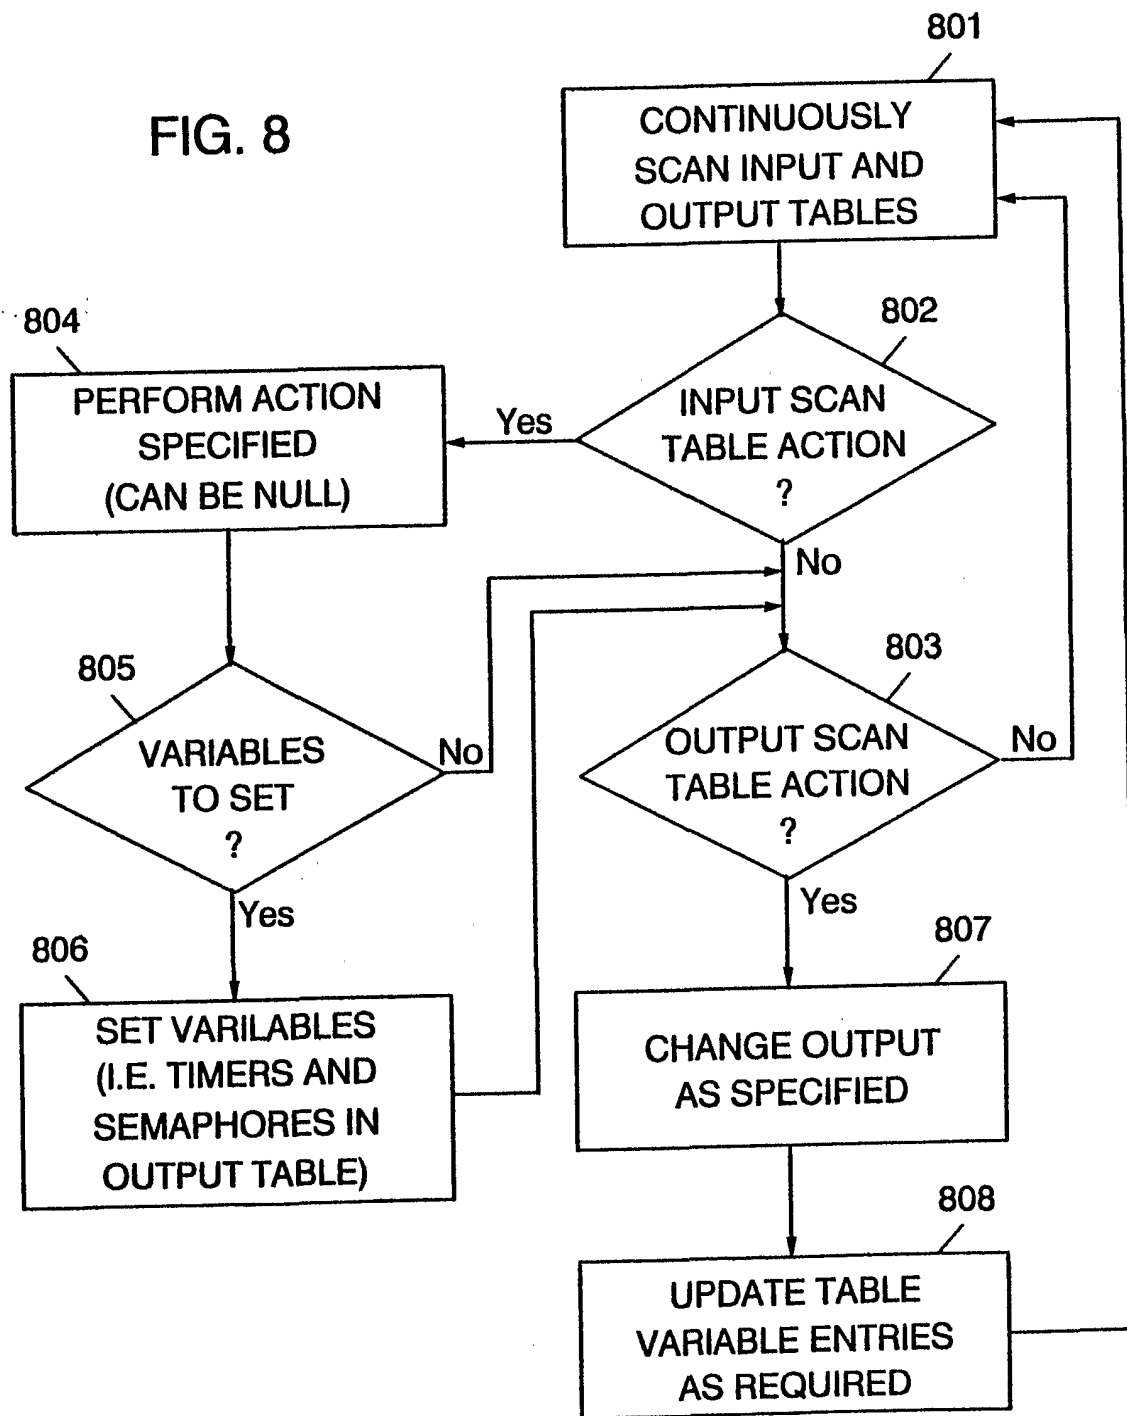 FIG. 8
801
CONTINUOUSLY
SCAN INPUT AND
OUTPUT TABLES
802
INPUT SCAN
TABLE ACTION
?
Yes
No
804
PERFORM ACTION
SPECIFIED
(CAN BE NULL)
805
VARIABLES
TO SET
?
No
Yes
803
OUTPUT SCAN
TABLE ACTION
?
No
Yes
806
SET VARILABLES
(I.E. TIMERS AND
SEMAPHORES IN
OUTPUT TABLE)
807
CHANGE OUTPUT
AS SPECIFIED
808
UPDATE TABLE
VARIABLE ENTRIES
AS REQUIRED